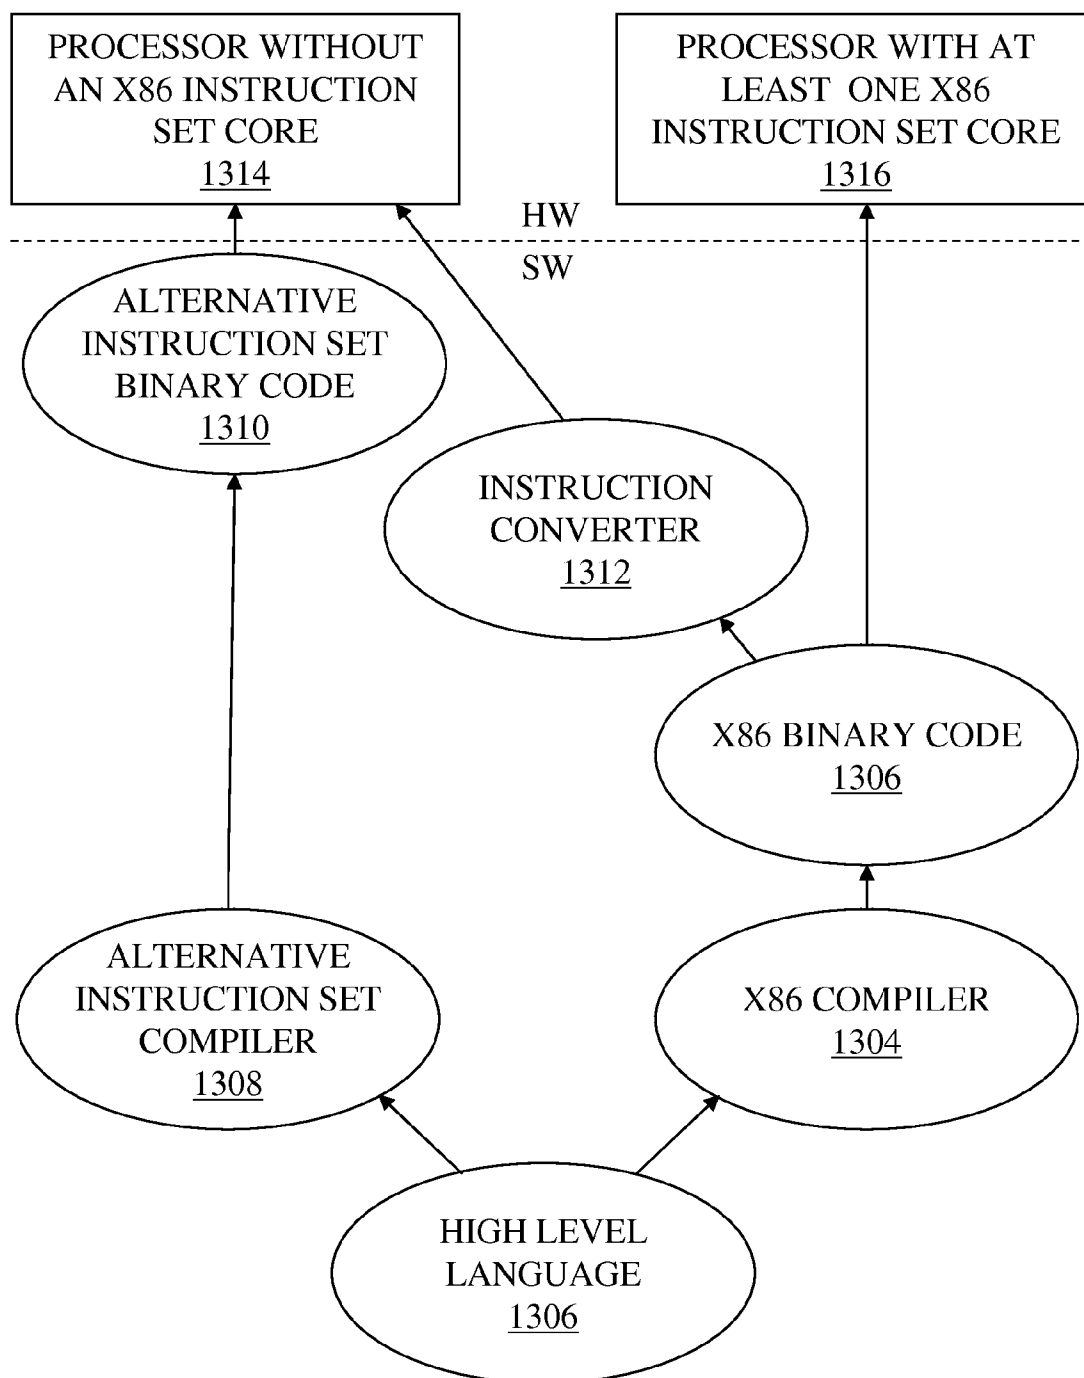 PROCESSOR WITHOUT
AN X86 INSTRUCTION
SET CORE
1314
PROCESSOR WITH AT
LEAST ONE X86
INSTRUCTION SET CORE
1316
HW
SW
ALTERNATIVE
INSTRUCTION SET
BINARY CODE
1310
INSTRUCTION
CONVERTER
1312
X86 BINARY CODE
1306
ALTERNATIVE
INSTRUCTION SET
COMPILER
1308
X86 COMPILER
1304
HIGH LEVEL
LANGUAGE
1306